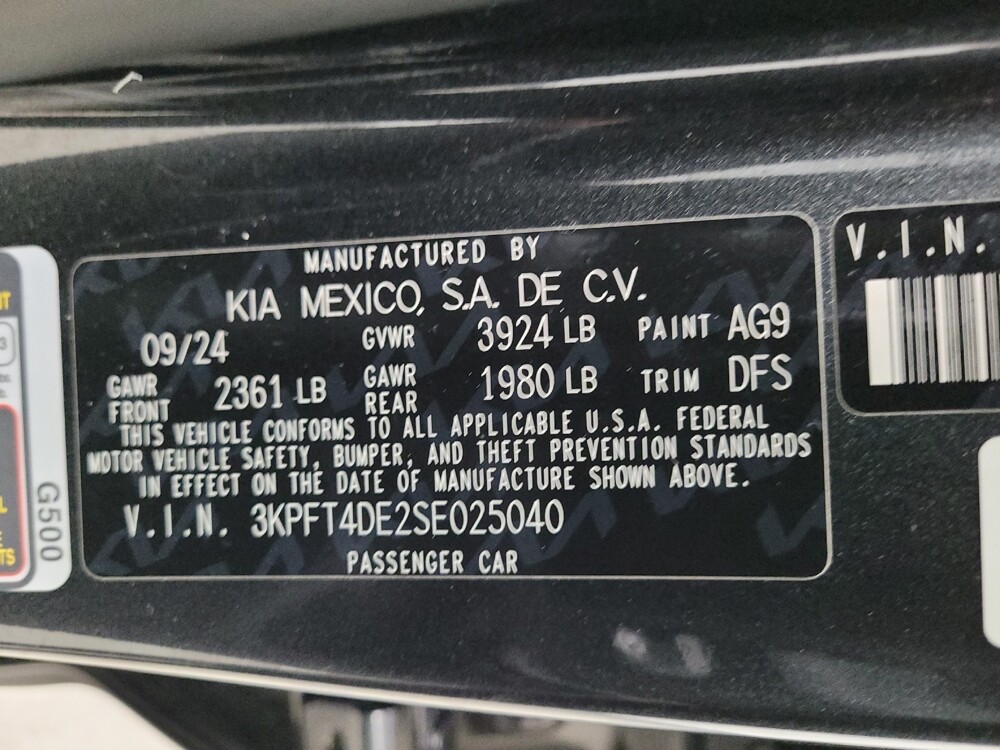 MANUFACTURED BY
KIA MEXICO, S.A. DE C.V.
09/24 GVWR 3924 LB PAINT AG9
GAWR FRONT 2361 LB GAWR REAR 1980 LB TRIM DFS
THIS VEHICLE CONFORMS TO ALL APPLICABLE U.S.A. FEDERAL
MOTOR VEHICLE SAFETY, BUMPER, AND THEFT PREVENTION STANDARDS
IN EFFECT ON THE DATE OF MANUFACTURE SHOWN ABOVE.
V.I.N. 3KPFT4DE2SE025040
PASSENGER CAR
V.I.N.
G500